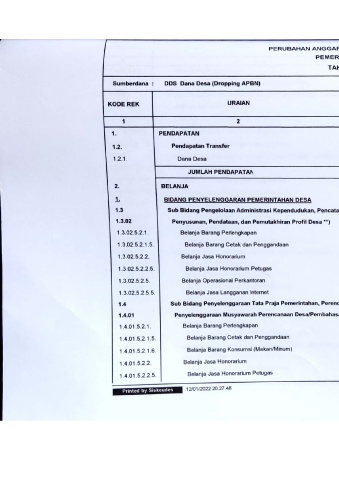 PERUBAHAN ANGGAR
PEMER
TAH
Sumberdana : DDS Dana Desa (Dropping APBN)
KODE REK URAIAN
1 2
1. PENDAPATAN
1.2. Pendapatan Transfer
1.2.1 Dana Desa
JUMLAH PENDAPATAN
2. BELANJA
1. BIDANG PENYELENGGARAN PEMERINTAHAN DESA
1.3 Sub Bidang Pengelolaan Administrasi Kependudukan, Pencata
1.3.02 Penyusunan, Pendataan, dan Pemutakhiran Profil Desa **)
1.3.02.5.2.1. Belanja Barang Perlengkapan
1.3.02.5.2.1.5. Belanja Barang Cetak dan Penggandaan
1.3.02.5.2.2. Belanja Jasa Honorarium
1.3.02.5.2.2.5. Belanja Jasa Honorarium Petugas
1.3.02.5.2.5. Belanja Operasional Perkantoran
1.3.02.5.2.5.5. Belanja Jasa Langganan Internet
1.4 Sub Bidang Penyelenggaraan Tata Praja Pemerintahan, Perenc
1.4.01 Penyelenggaraan Musyawarah Perencanaan Desa/Pembahasa
1.4.01.5.2.1. Belanja Barang Perlengkapan
1.4.01.5.2.1.5. Belanja Barang Cetak dan Penggandaan
1.4.01.5.2.1.6. Belanja Barang Konsumsi (Makan/Minum)
1.4.01.5.2.2. Belanja Jasa Honorarium
1.4.01.5.2.2.5. Belanja Jasa Honorarium Petugas
Printed by Siskeudes 12/01/2022 20.27.48